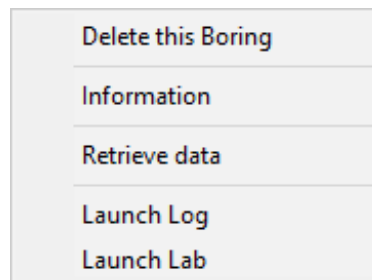 Delete this Boring
Information
Retrieve data
Launch Log
Launch Lab